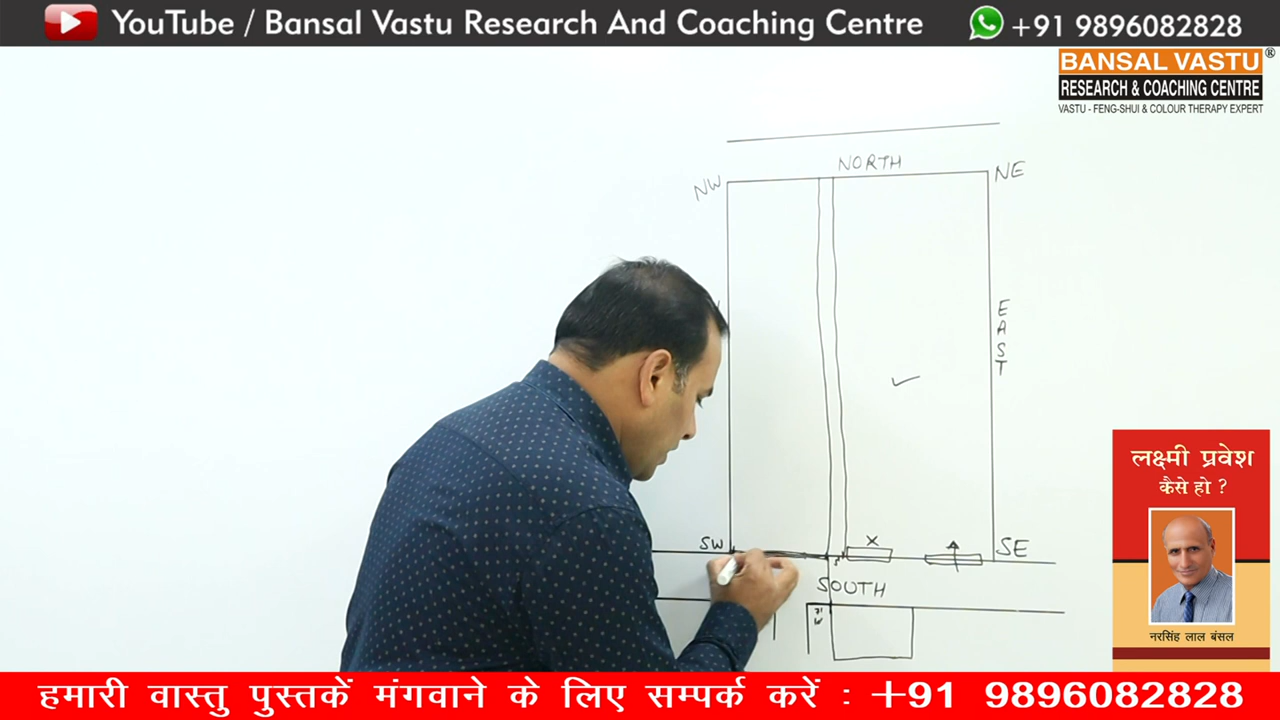 YouTube / Bansal Vastu Research And Coaching Centre
+91 9896082828
BANSAL VASTU®
RESEARCH & COACHING CENTRE
VASTU - FENG-SHUI & COLOUR THERAPY EXPERT
NORTH
NW
NE
EAST
SW
X
SE
SOUTH
लक्ष्मी प्रवेश
कैसे हो ?
नरसिंह लाल बंसल
हमारी वास्तु पुस्तकें मंगवाने के लिए सम्पर्क करें : +91 9896082828